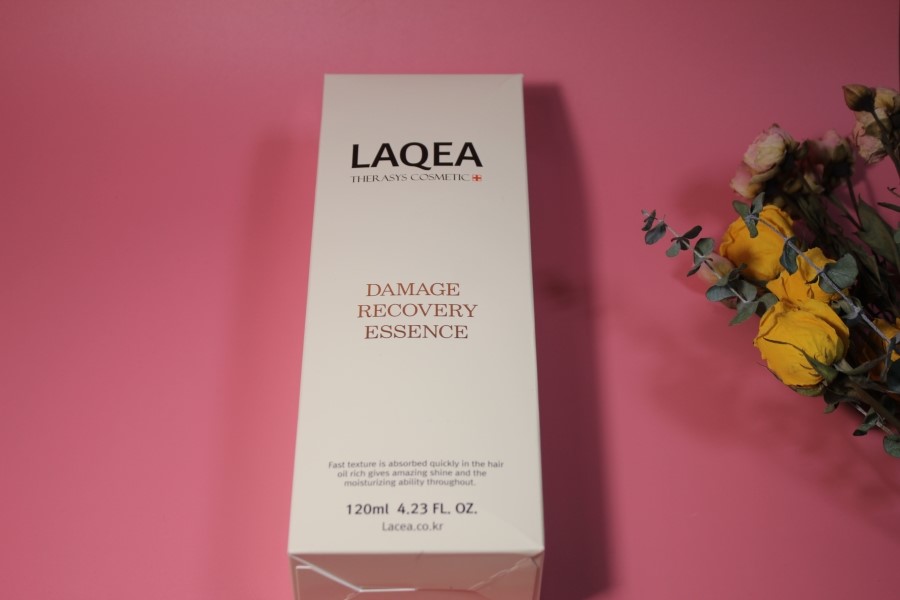 LAQEA
THERASYS COSMETIC
DAMAGE
RECOVERY
ESSENCE
Fast texture is absorbed quickly in the hair
oil rich gives amazing shine and the
moisturizing ability throughout.
120ml 4.23 FL. OZ.
Lacea.co.kr